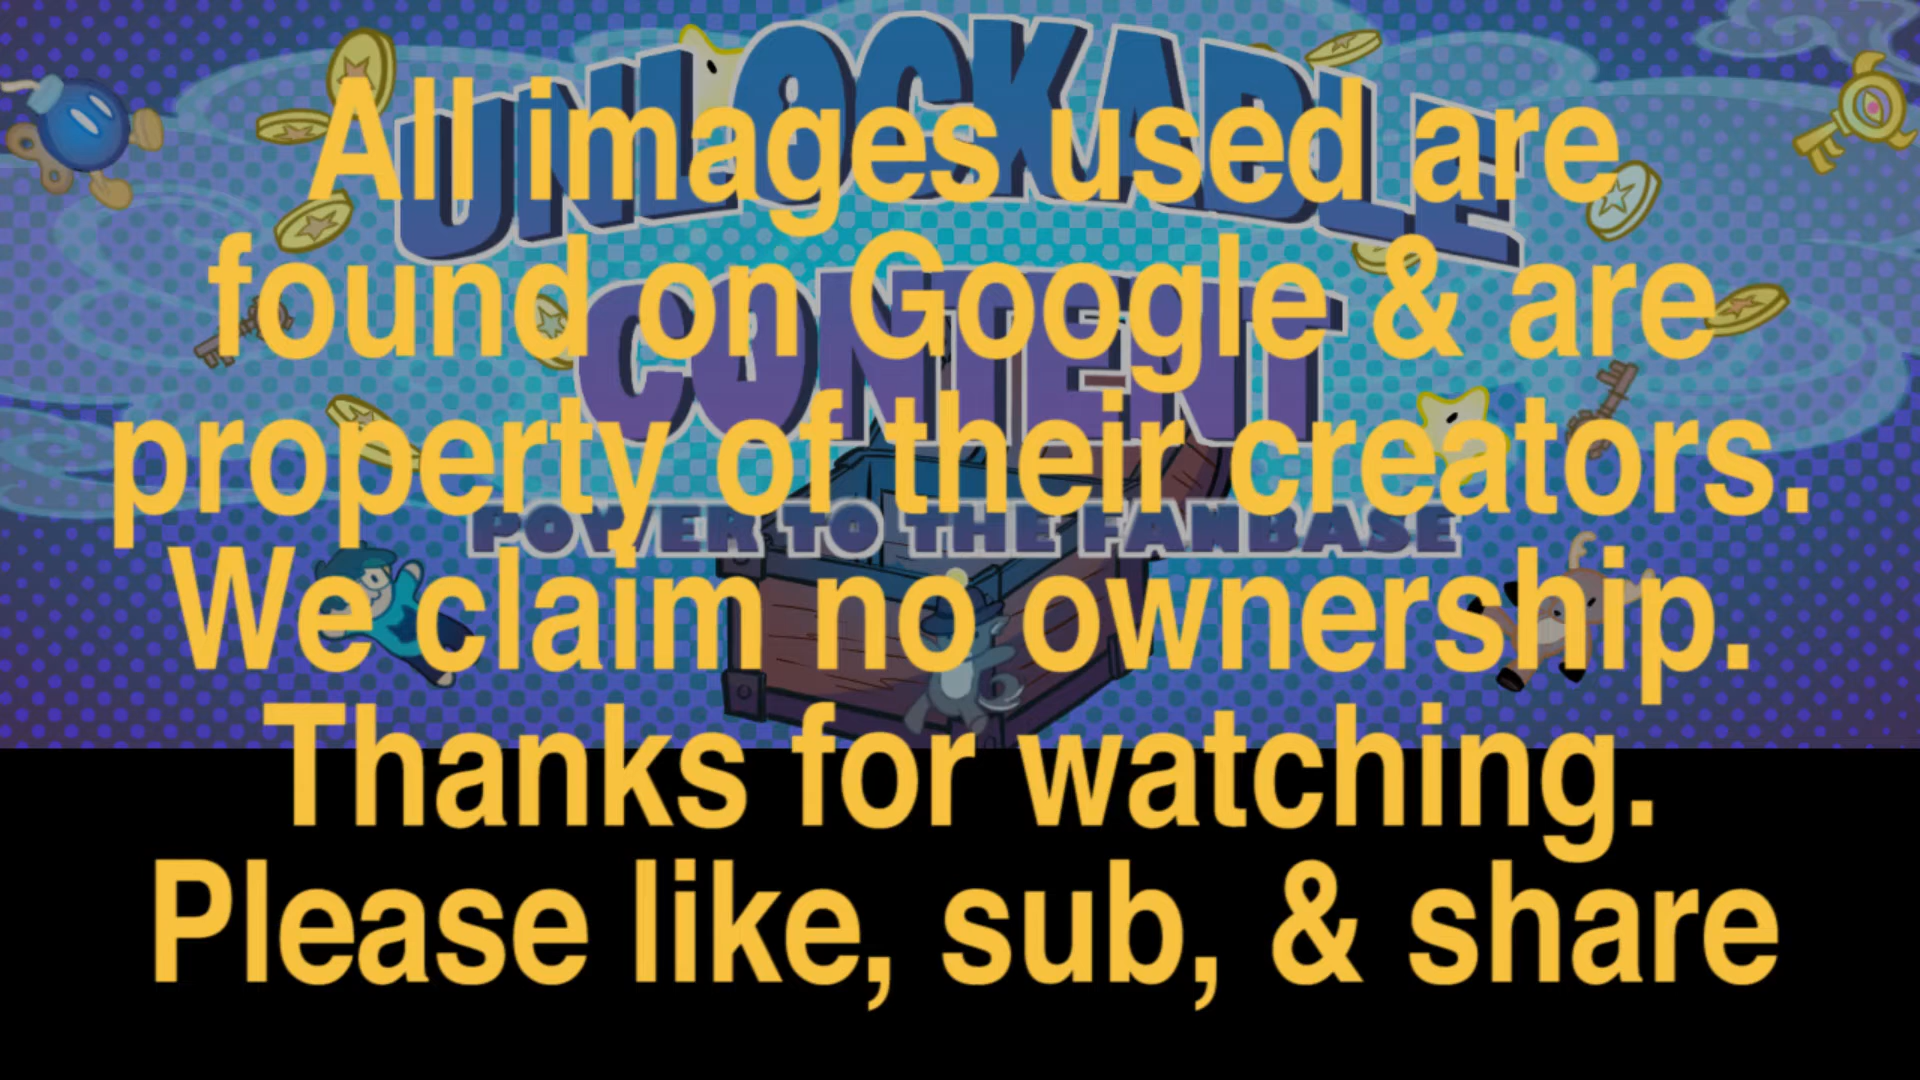 UNLOCKABLE
All images used are
found on Google & are
CONTENT
property of their creators.
POWER TO THE FANBASE
We claim no ownership.
Thanks for watching.
Please like, sub, & share